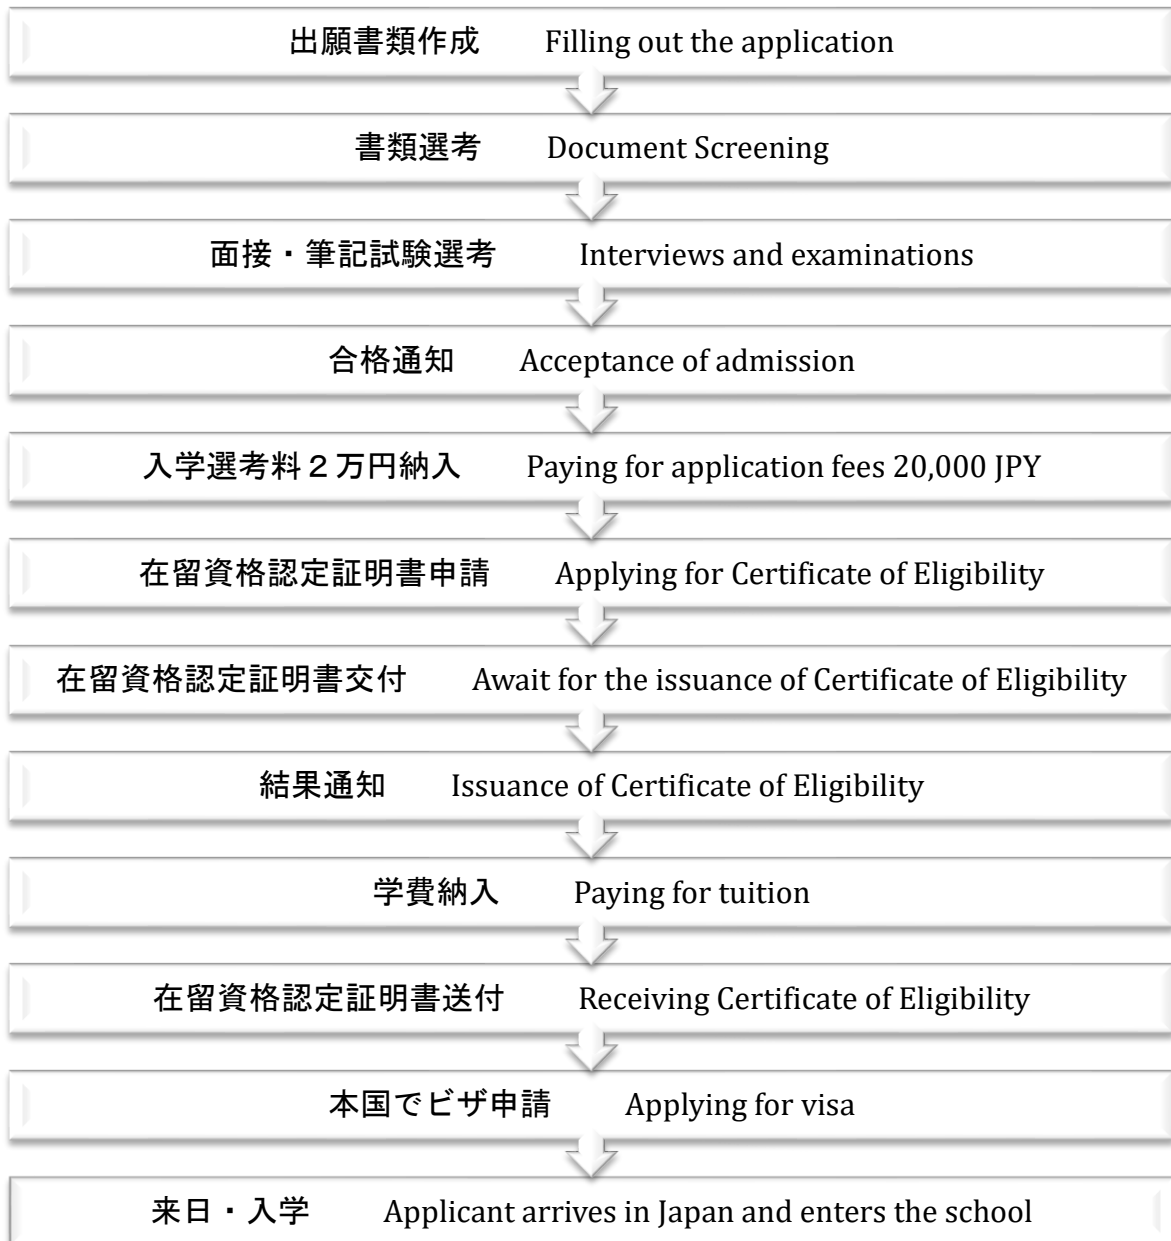 出願書類作成 Filling out the application
書類選考 Document Screening
面接・筆記試験選考 Interviews and examinations
合格通知 Acceptance of admission
入学選考料２万円納入 Paying for application fees 20,000 JPY
在留資格認定証明書申請 Applying for Certificate of Eligibility
在留資格認定証明書交付 Await for the issuance of Certificate of Eligibility
結果通知 Issuance of Certificate of Eligibility
学費納入 Paying for tuition
在留資格認定証明書送付 Receiving Certificate of Eligibility
本国でビザ申請 Applying for visa
来日・入学 Applicant arrives in Japan and enters the school